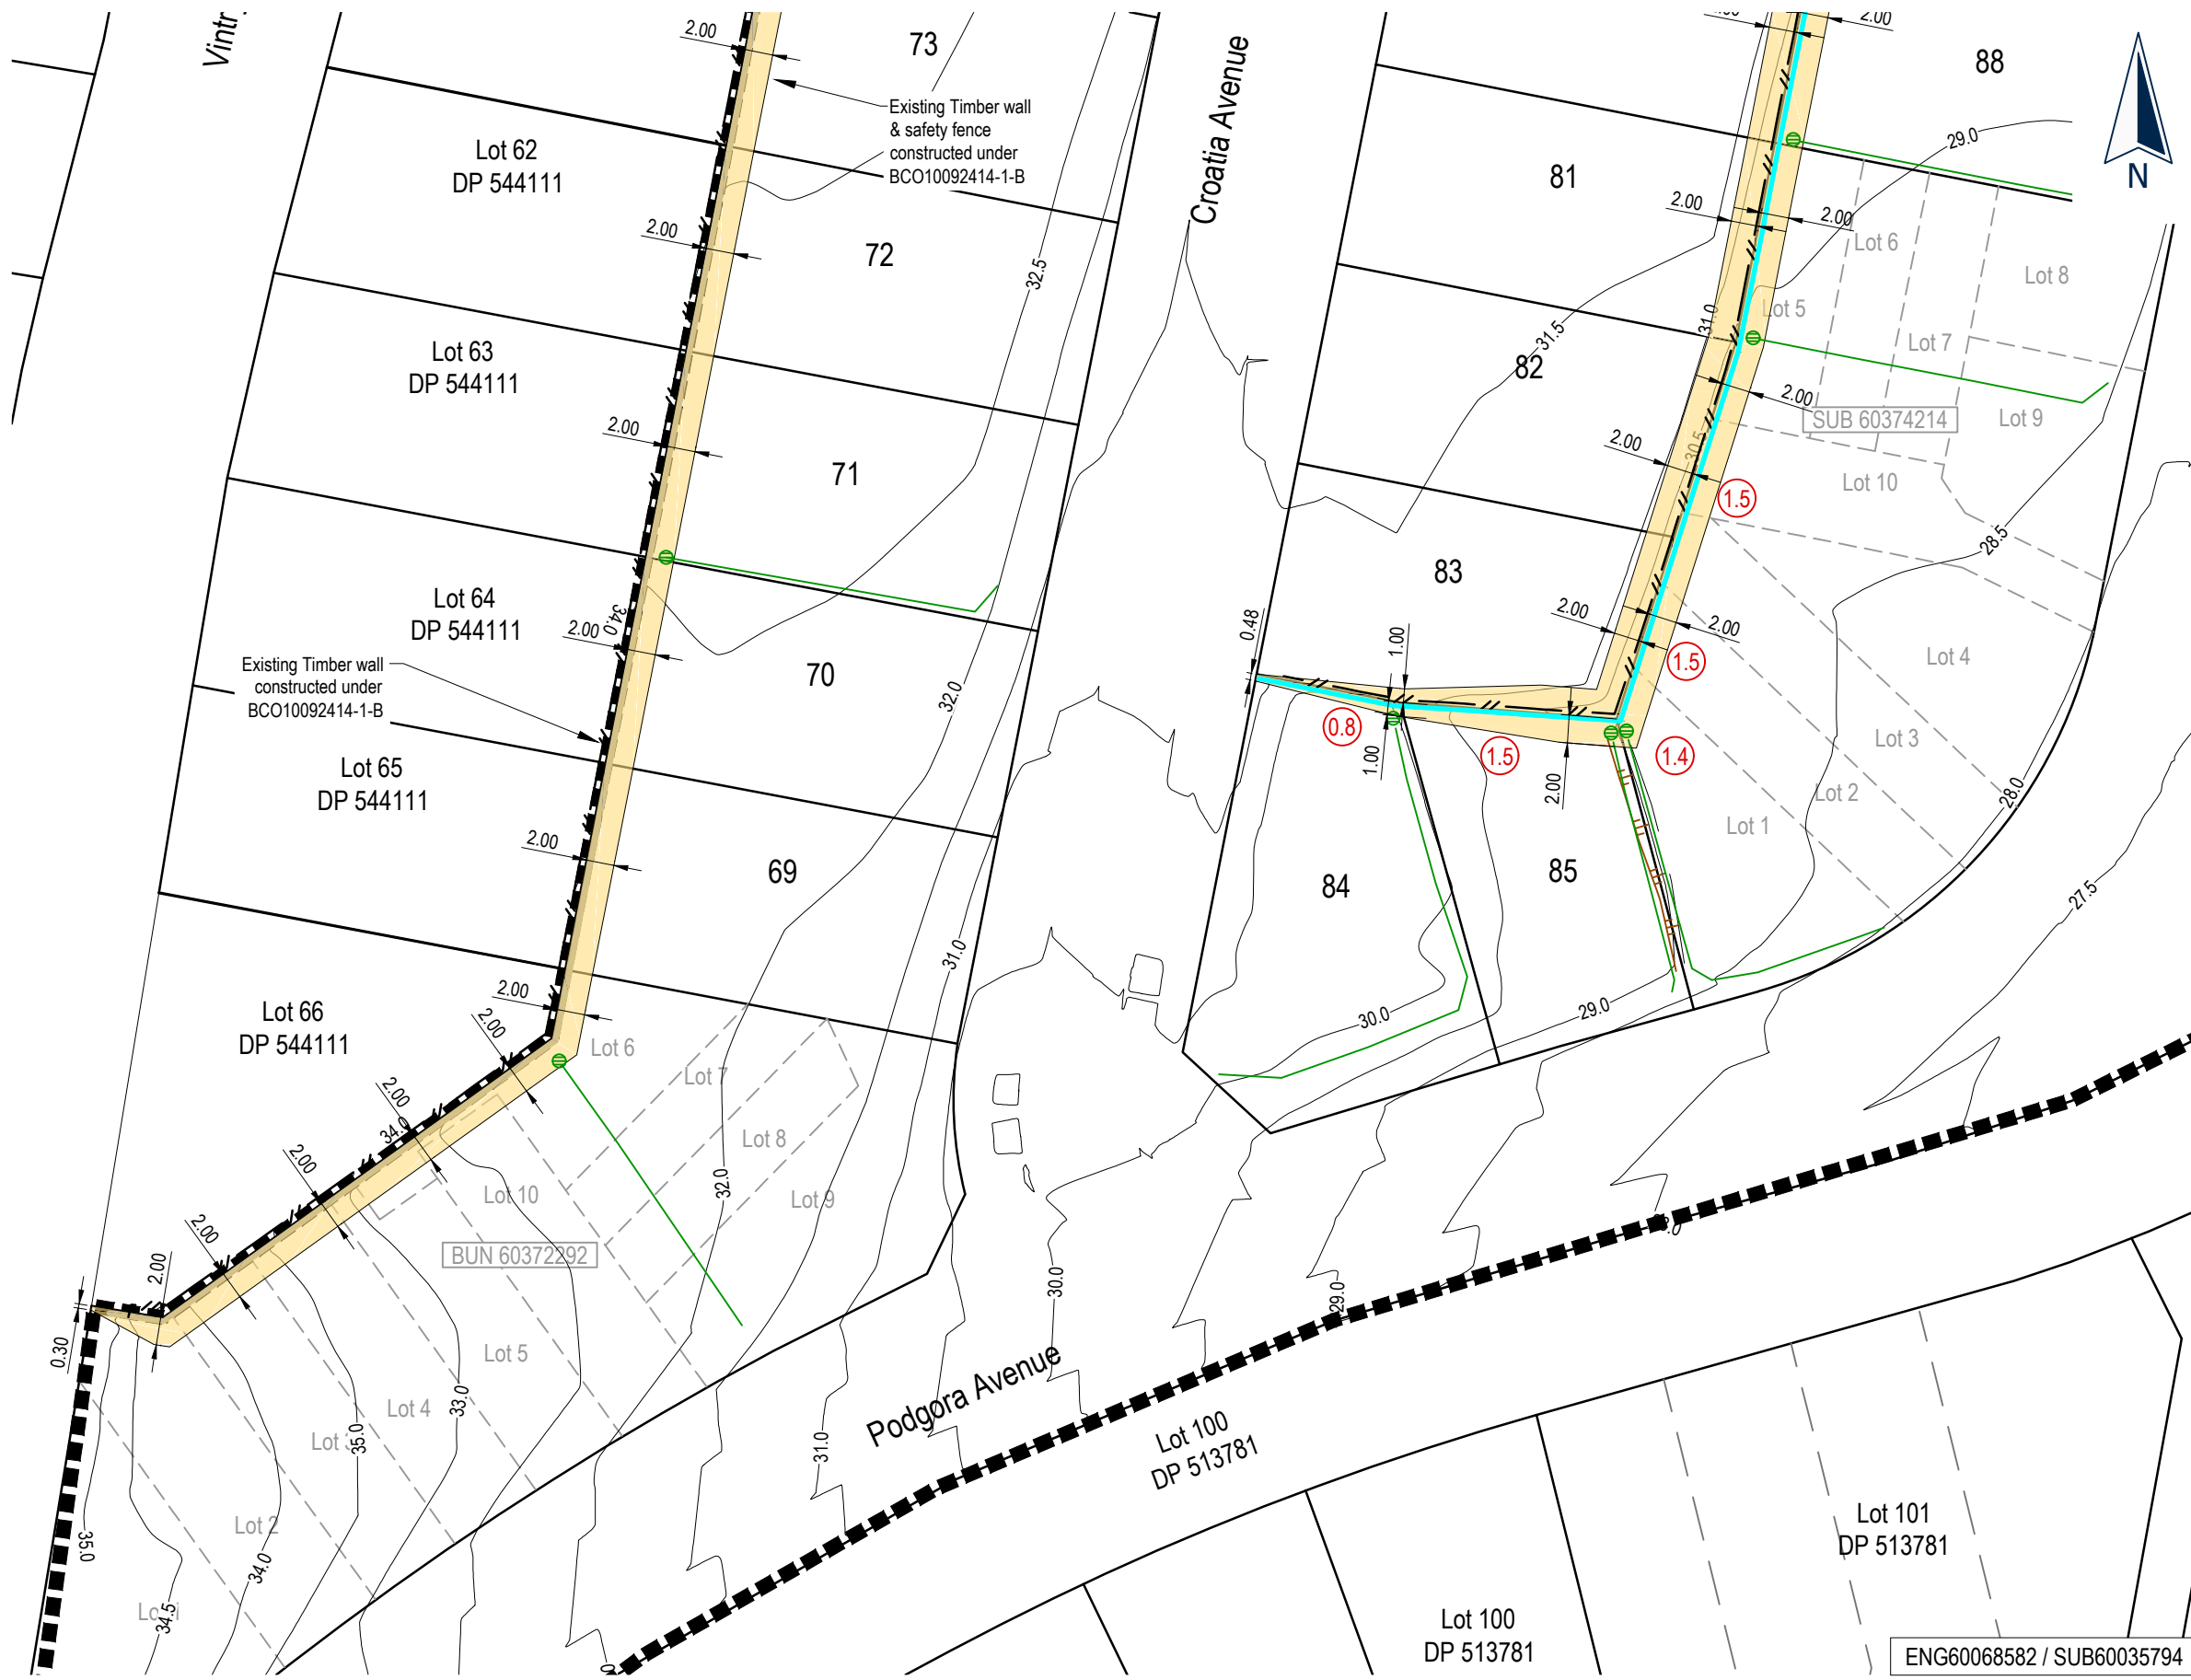 Vintr
2.00
73
Existing Timber wall
& safety fence
constructed under
BCO10092414-1-B
Lot 62
DP 544111
2.00
72
32.5
Lot 63
DP 544111
2.00
71
Lot 64
DP 544111
2.00
34.0
70
32.0
Existing Timber wall
constructed under
BCO10092414-1-B
Lot 65
DP 544111
2.00
69
31.0
Lot 66
DP 544111
2.00
2.00
2.00
34.0
2.00
2.00
2.00
0.30
Lot 6
Lot 7
Lot 8
Lot 9
Lot 10
BUN 60372292
32.0
Lot 5
Lot 4
33.0
35.0
Lot 2
34.0
34.5
35.0
31.0
30.0
29.0
Podgora Avenue
Lot 100
DP 513781
Croatia Avenue
2.00
88
N
29.0
81
2.00
2.00
Lot 6
Lot 8
31.0
Lot 5
Lot 7
31.5
82
2.00
SUB 60374214
Lot 9
2.00
30.5
Lot 10
1.5
28.5
83
2.00
2.00
0.48
1.00
1.5
Lot 4
0.8
1.00
1.5
2.00
1.4
Lot 3
Lot 2
28.0
Lot 1
84
85
27.5
30.0
29.0
Lot 101
DP 513781
Lot 100
DP 513781
ENG60068582 / SUB60035794